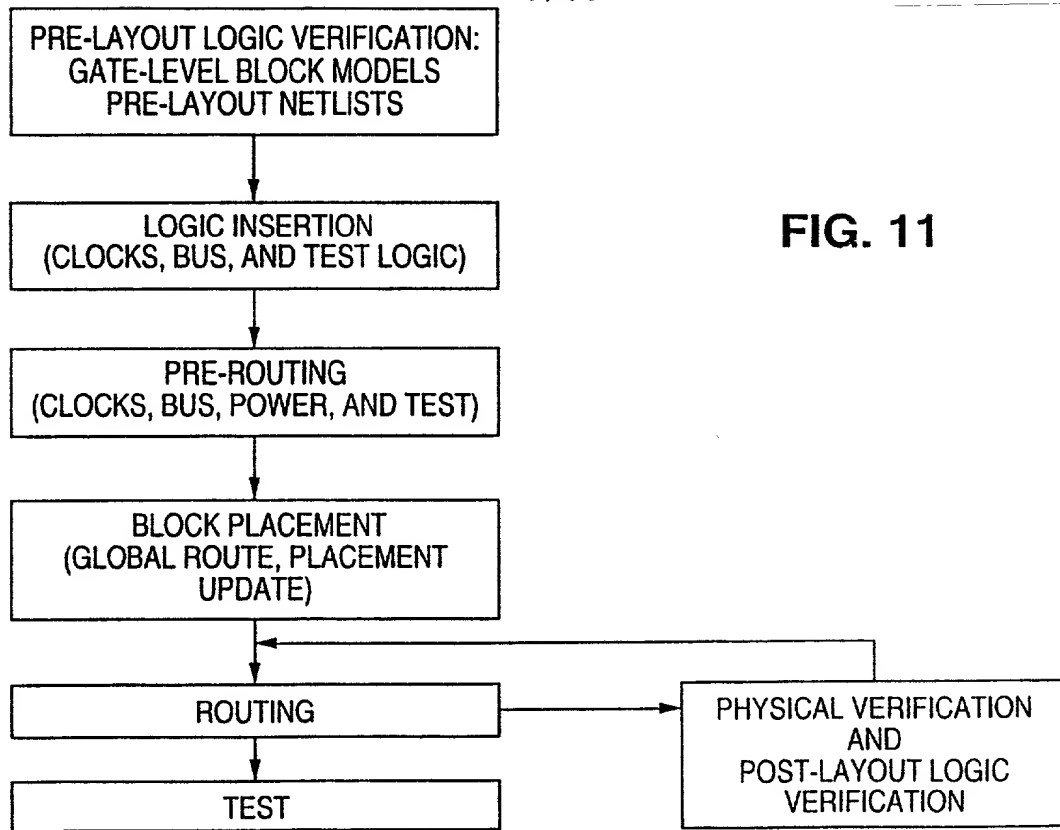 PRE-LAYOUT LOGIC VERIFICATION:
GATE-LEVEL BLOCK MODELS
PRE-LAYOUT NETLISTS
LOGIC INSERTION
(CLOCKS, BUS, AND TEST LOGIC)
FIG. 11
PRE-ROUTING
(CLOCKS, BUS, POWER, AND TEST)
BLOCK PLACEMENT
(GLOBAL ROUTE, PLACEMENT
UPDATE)
ROUTING
PHYSICAL VERIFICATION
AND
POST-LAYOUT LOGIC
VERIFICATION
TEST